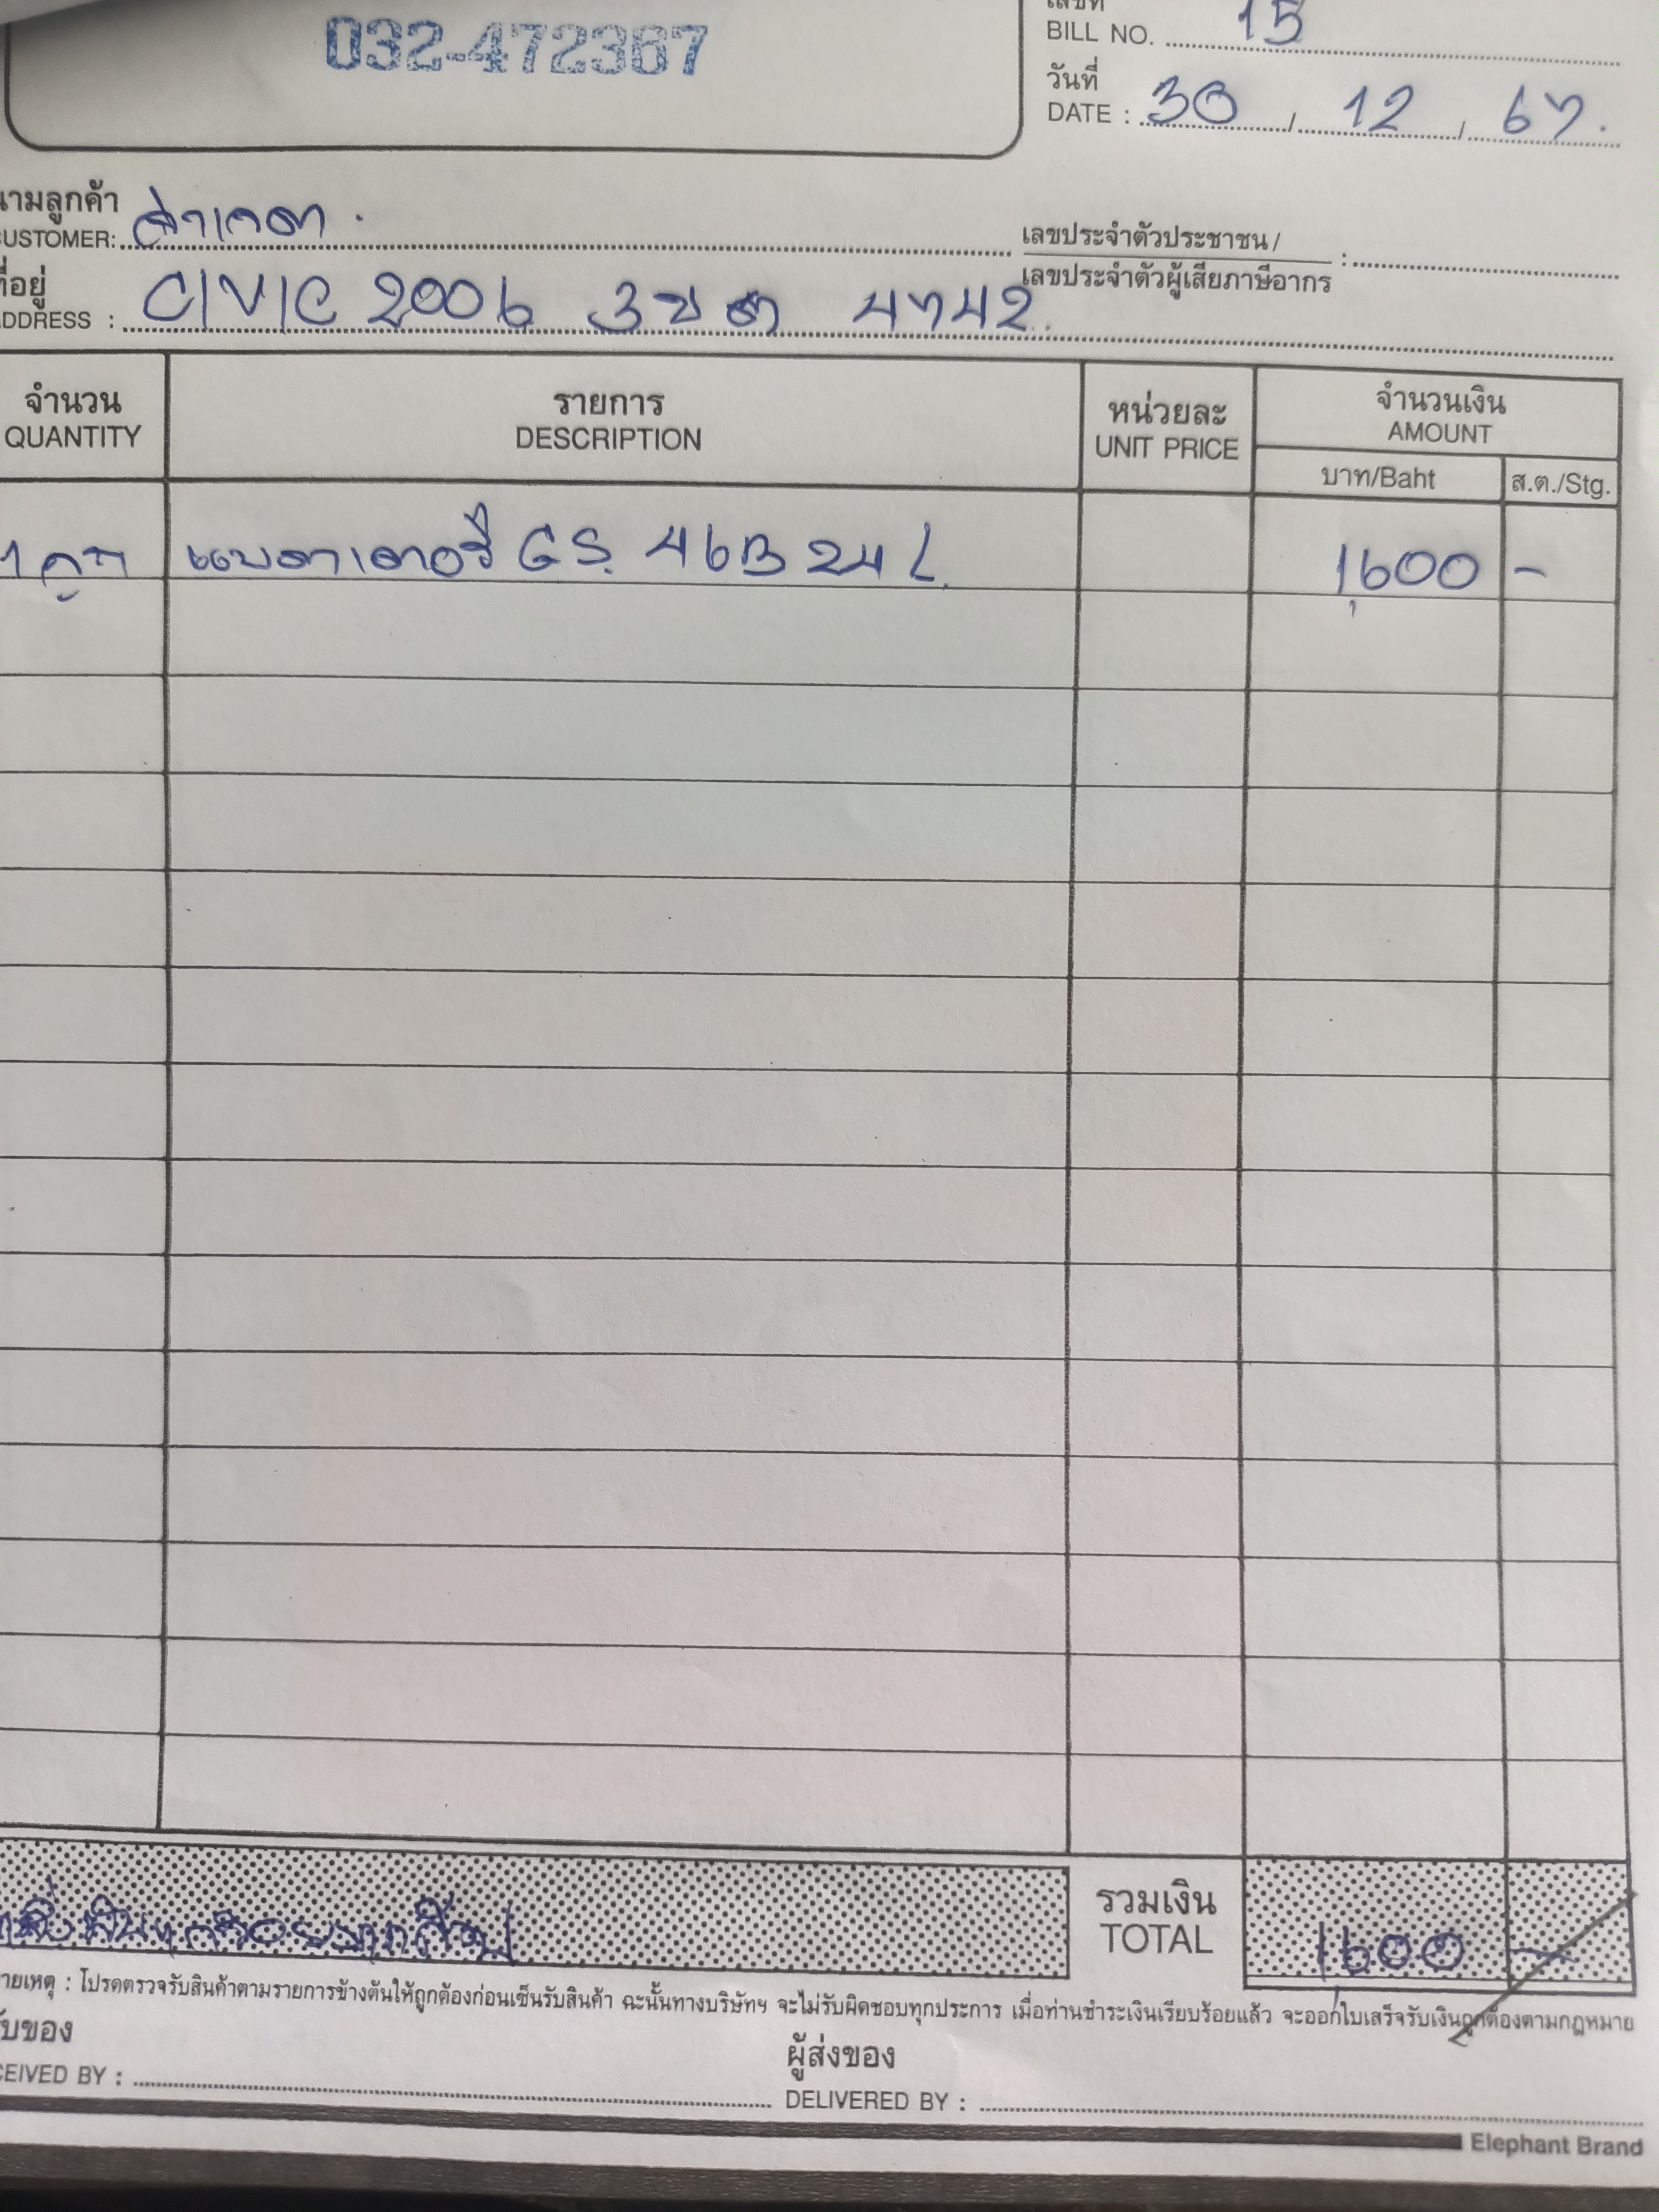 032-472367
เลขที่
BILL NO. 15
วันที่
DATE : 30 / 12 / 67.
นามลูกค้า
CUSTOMER:
เลขประจำตัวประชาชน /
เลขประจำตัวผู้เสียภาษีอากร :
ที่อยู่
ADDRESS : CIVIC 2006 3ขต 4742
จำนวน
QUANTITY
รายการ
DESCRIPTION
หน่วยละ
UNIT PRICE
จำนวนเงิน
AMOUNT
บาท/Baht
ส.ต./Stg.
1 ลูก แบตาเตอรี่ GS. 46B24L 1,600 -
รวมเงิน
TOTAL
1,600 -
ายเหตุ : โปรดตรวจรับสินค้าตามรายการข้างต้นให้ถูกต้องก่อนเซ็นรับสินค้า ฉะนั้นทางบริษัทฯ จะไม่รับผิดชอบทุกประการ เมื่อท่านชำระเงินเรียบร้อยแล้ว จะออกใบเสร็จรับเงินถูกต้องตามกฎหมาย
ับของ
CEIVED BY :
ผู้ส่งของ
DELIVERED BY :
Elephant Brand